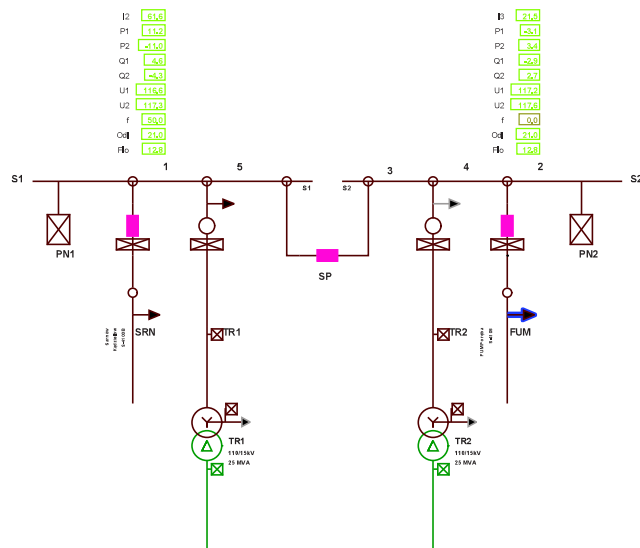 I2 61,6
P1 11,2
P2 -11,0
Q1 4,6
Q2 -4,3
U1 116,6
U2 117,3
f 50,0
Odl 21,0
Flo 12,8
I3 21,5
P1 -3,1
P2 3,4
Q1 -2,9
Q2 2,7
U1 117,2
U2 117,6
f 0,0
Odl 21,0
Flo 12,8
S1 1 5 S1 S2 3 4 2 S2
PN1 SP PN2
SRN TR1 TR2 FUM
TR1
110/15kV
25 MVA
TR2
110/15kV
25 MVA